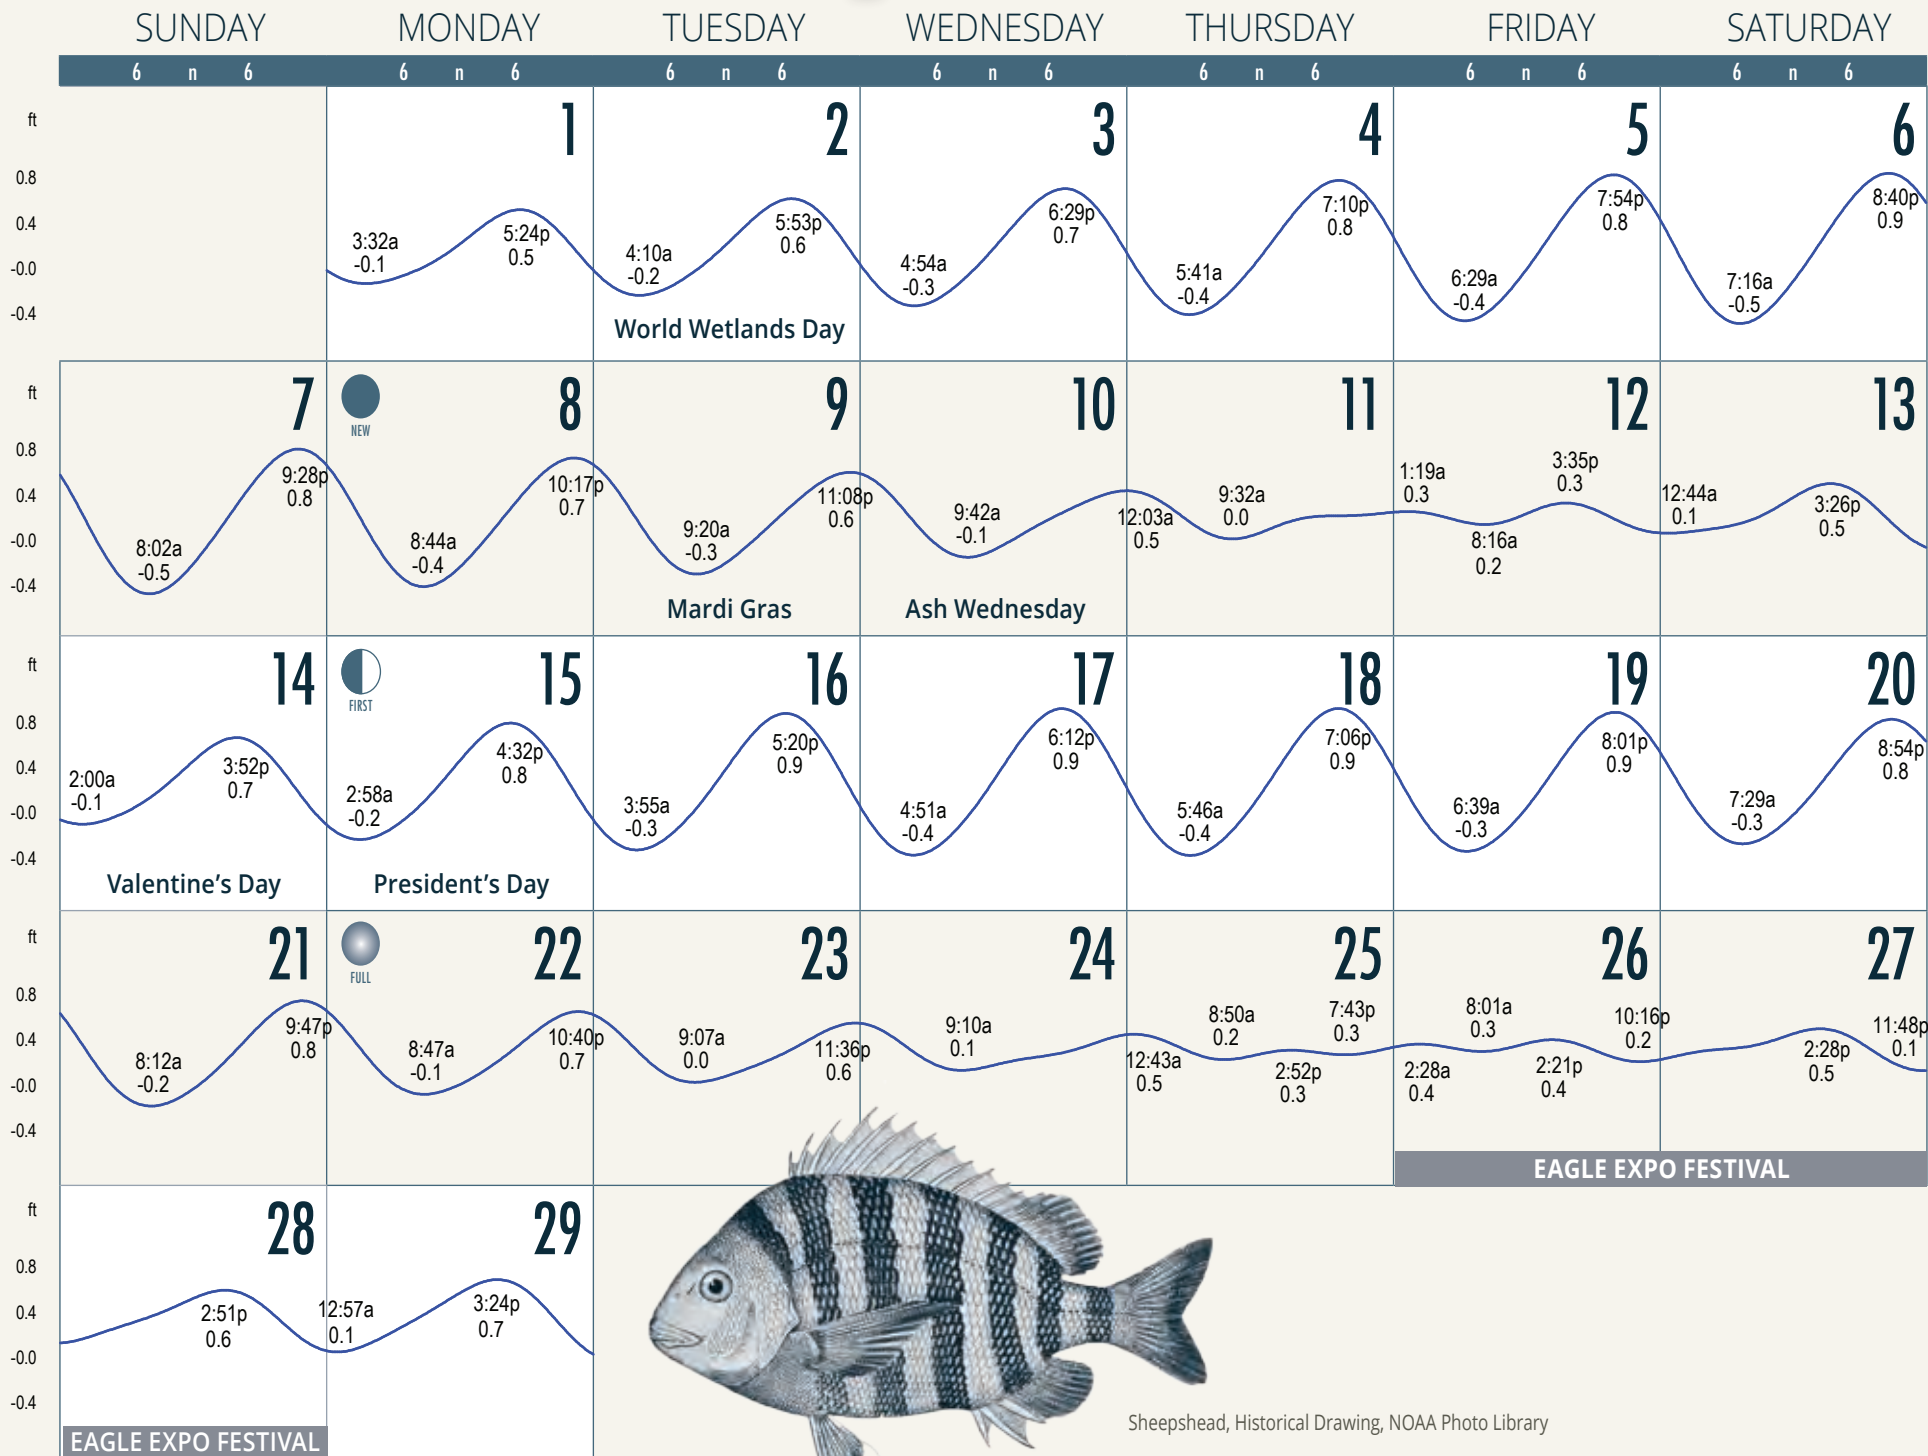 SUNDAY MONDAY TUESDAY WEDNESDAY THURSDAY FRIDAY SATURDAY
6 n 6 6 n 6 6 n 6 6 n 6 6 n 6 6 n 6 6 n 6
ft
0.8
0.4
-0.0
-0.4
1
3:32a
-0.1
5:24p
0.5
2
4:10a
-0.2
5:53p
0.6
World Wetlands Day
3
4:54a
-0.3
6:29p
0.7
4
5:41a
-0.4
7:10p
0.8
5
6:29a
-0.4
7:54p
0.8
6
7:16a
-0.5
8:40p
0.9
ft
0.8
0.4
-0.0
-0.4
7
8:02a
-0.5
9:28p
0.8
NEW
8
8:44a
-0.4
10:17p
0.7
9
9:20a
-0.3
11:08p
0.6
Mardi Gras
10
9:42a
-0.1
Ash Wednesday
11
12:03a
0.5
9:32a
0.0
12
1:19a
0.3
8:16a
0.2
3:35p
0.3
13
12:44a
0.1
3:26p
0.5
ft
0.8
0.4
-0.0
-0.4
14
2:00a
-0.1
3:52p
0.7
Valentine's Day
FIRST
15
2:58a
-0.2
4:32p
0.8
President's Day
16
3:55a
-0.3
5:20p
0.9
17
4:51a
-0.4
6:12p
0.9
18
5:46a
-0.4
7:06p
0.9
19
6:39a
-0.3
8:01p
0.9
20
7:29a
-0.3
8:54p
0.8
ft
0.8
0.4
-0.0
-0.4
21
8:12a
-0.2
9:47p
0.8
FULL
22
8:47a
-0.1
10:40p
0.7
23
9:07a
0.0
11:36p
0.6
24
9:10a
0.1
25
12:43a
0.5
8:50a
0.2
2:52p
0.3
7:43p
0.3
26
2:28a
0.4
8:01a
0.3
2:21p
0.4
10:16p
0.2
27
2:28p
0.5
11:48p
0.1
EAGLE EXPO FESTIVAL
ft
0.8
0.4
-0.0
-0.4
28
2:51p
0.6
EAGLE EXPO FESTIVAL
29
12:57a
0.1
3:24p
0.7
Sheepshead, Historical Drawing, NOAA Photo Library